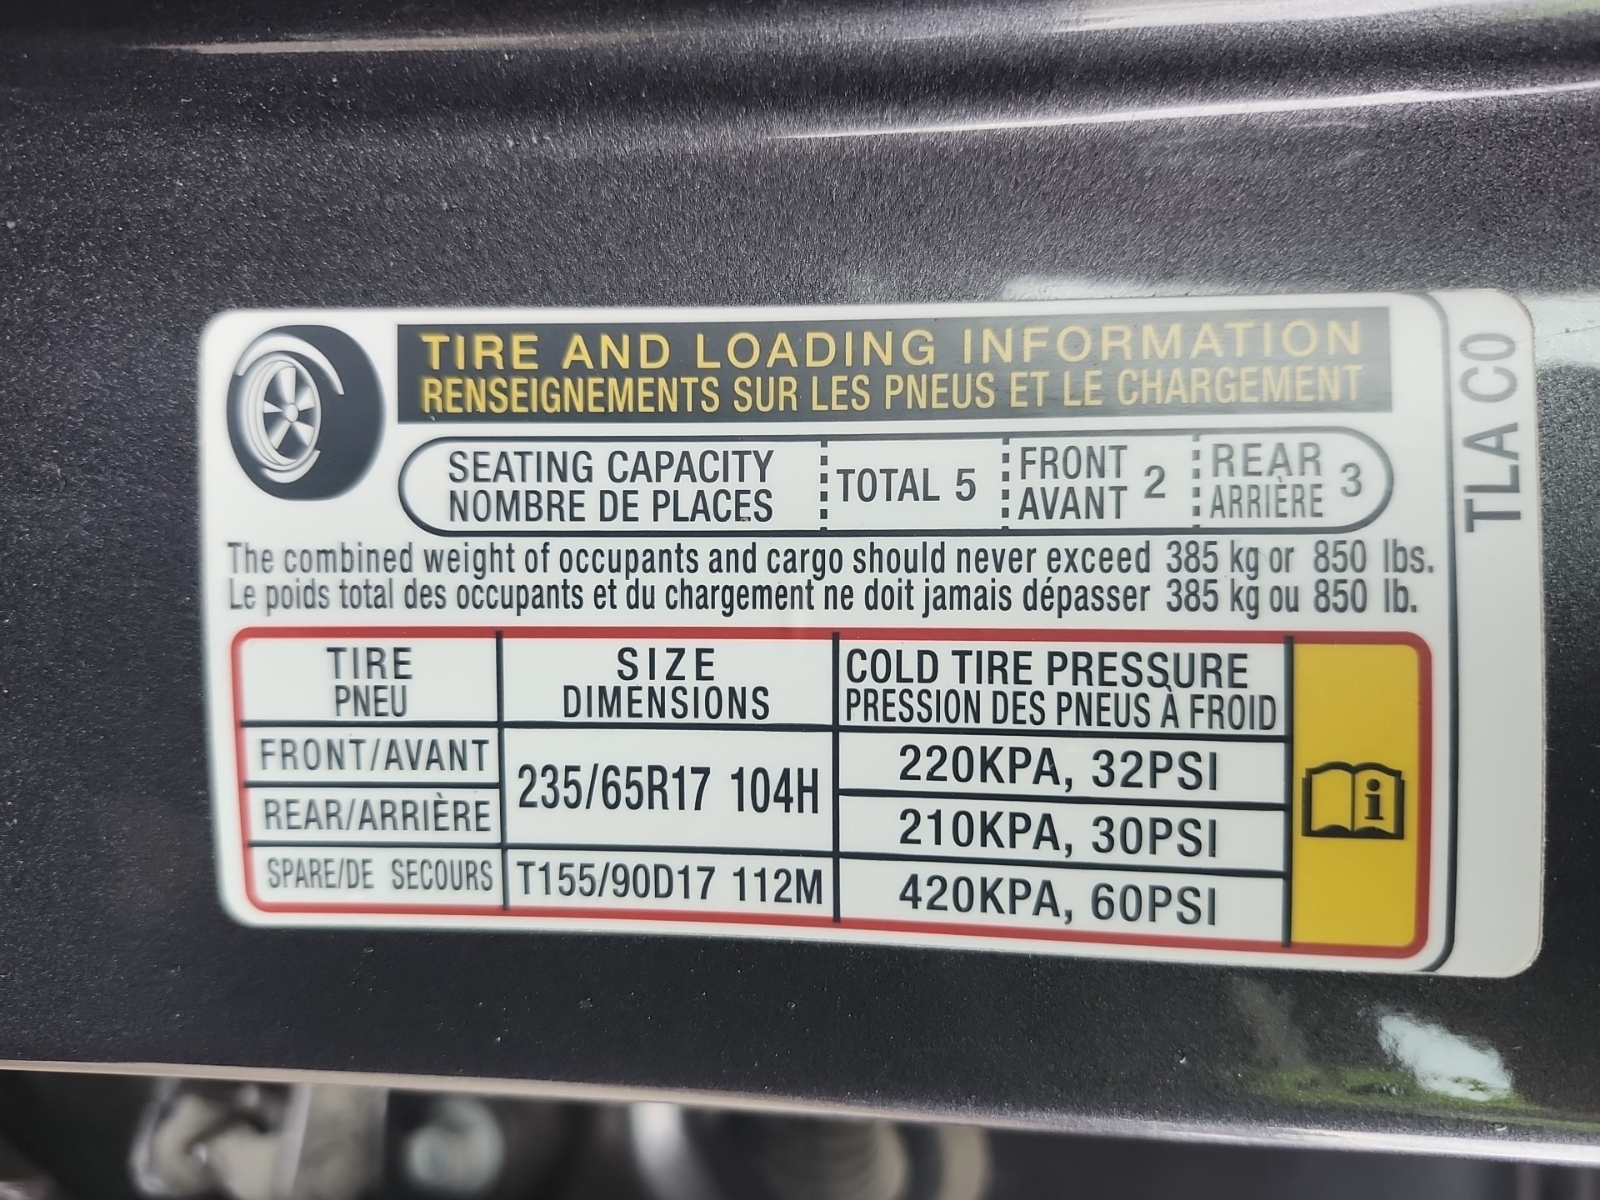 TIRE AND LOADING INFORMATION
RENSEIGNEMENTS SUR LES PNEUS ET LE CHARGEMENT
SEATING CAPACITY
NOMBRE DE PLACES
TOTAL 5
FRONT
AVANT 2
REAR
ARRIÈRE 3
The combined weight of occupants and cargo should never exceed 385 kg or 850 lbs.
Le poids total des occupants et du chargement ne doit jamais dépasser 385 kg ou 850 lb.
TIRE
PNEU
SIZE
DIMENSIONS
COLD TIRE PRESSURE
PRESSION DES PNEUS À FROID
FRONT/AVANT
235/65R17 104H
220KPA, 32PSI
REAR/ARRIÈRE
210KPA, 30PSI
SPARE/DE SECOURS
T155/90D17 112M
420KPA, 60PSI
TLA C0